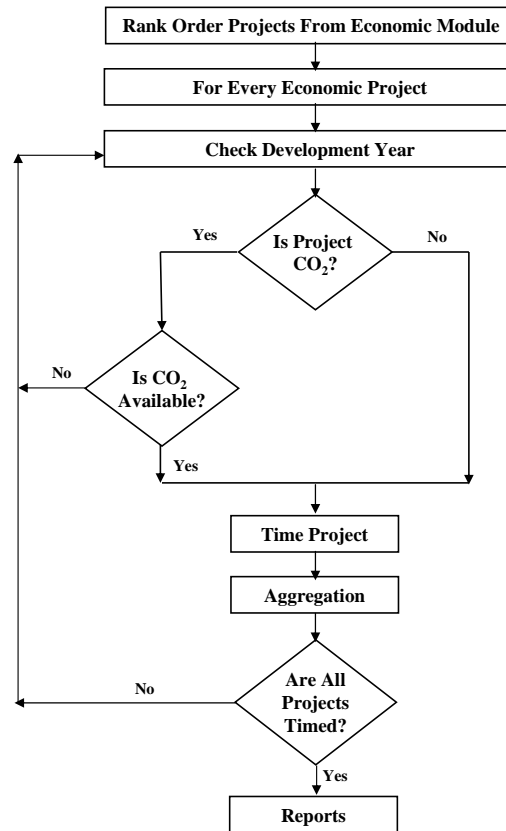 Rank Order Projects From Economic Module
For Every Economic Project
Check Development Year
Yes
Is Project
CO₂?
No
No
Is CO₂
Available?
Yes
Time Project
Aggregation
No
Are All
Projects
Timed?
Yes
Reports